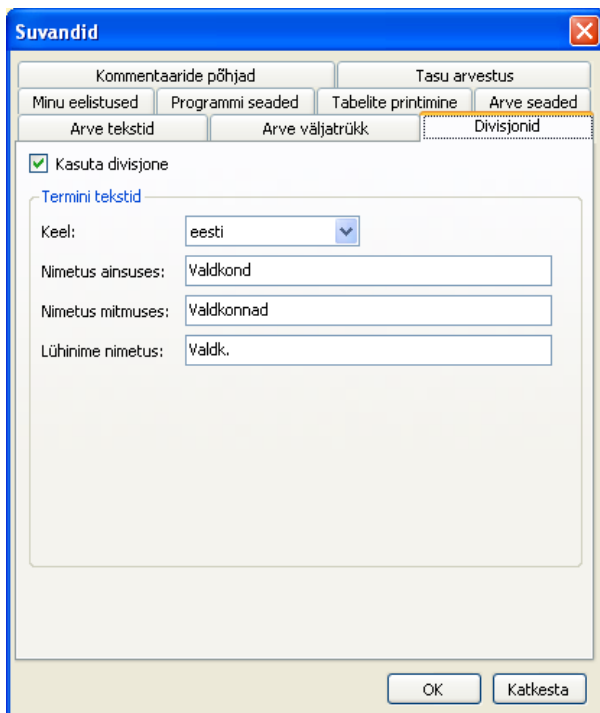 Suvandid
Kommentaaride põhjad Tasu arvestus
Minu eelistused Programmi seaded Tabelite printimine Arve seaded
Arve tekstid Arve väljatrükk Divisjonid
Kasuta divisjone
Termini tekstid
Keel: eesti
Nimetus ainsuses: Valdkond
Nimetus mitmuses: Valdkonnad
Lühinime nimetus: Valdk.
OK Katkesta